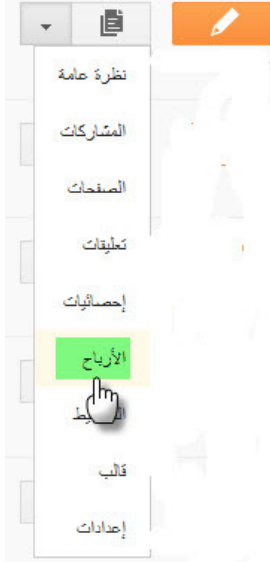 نظرة عامة
المشاركات
الصفحات
تعليقات
إحصائيات
الأرباح
قالب
إعدادات